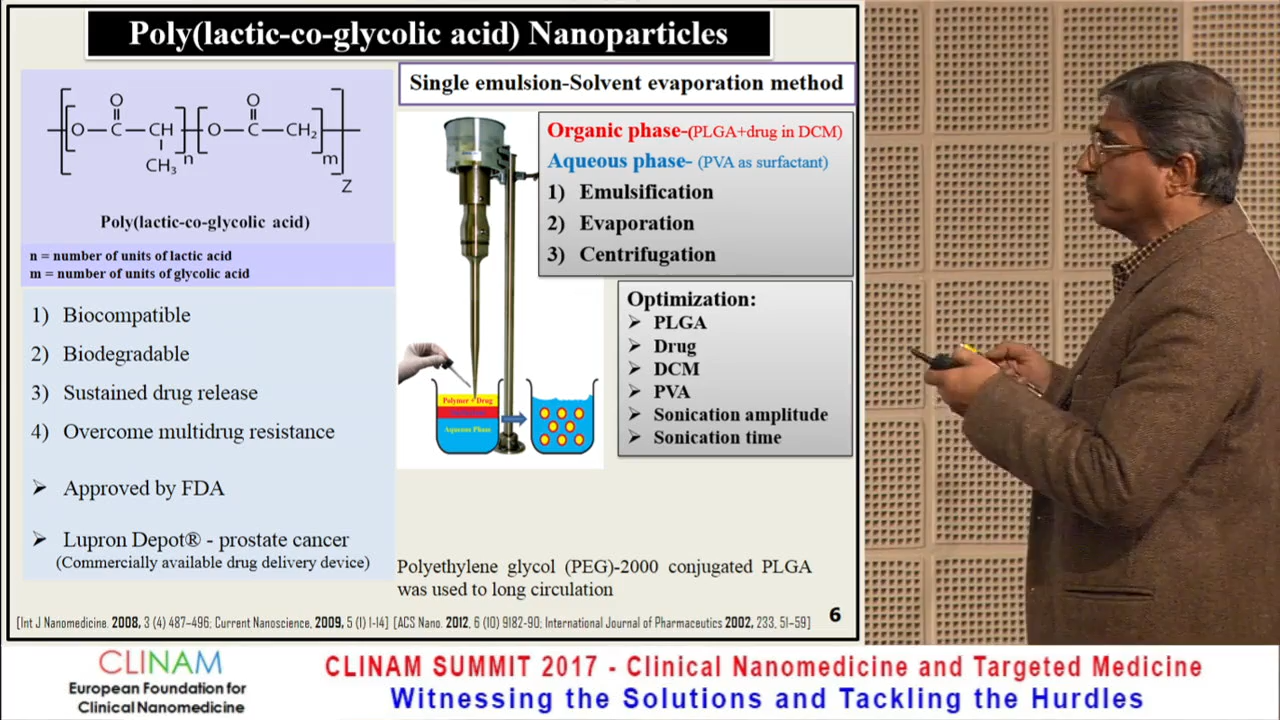 Poly(lactic-co-glycolic acid) Nanoparticles
O
O
O—C—CH
O—C—CH₂
CH₃
n
m
Z
Poly(lactic-co-glycolic acid)
n = number of units of lactic acid
m = number of units of glycolic acid
1) Biocompatible
2) Biodegradable
3) Sustained drug release
4) Overcome multidrug resistance
➢ Approved by FDA
➢ Lupron Depot® - prostate cancer
(Commercially available drug delivery device)
Single emulsion-Solvent evaporation method
Organic phase-(PLGA+drug in DCM)
Aqueous phase- (PVA as surfactant)
1) Emulsification
2) Evaporation
3) Centrifugation
Optimization:
➢ PLGA
➢ Drug
➢ DCM
➢ PVA
➢ Sonication amplitude
➢ Sonication time
Polymer + Drug
Aqueous Phase
Polyethylene glycol (PEG)-2000 conjugated PLGA
was used to long circulation
[Int J Nanomedicine. 2008, 3 (4) 487–496; Current Nanoscience, 2009, 5 (1) 1-14] [ACS Nano. 2012, 6 (10) 9182-90; International Journal of Pharmaceutics 2002, 233, 51–59]
6
CLINAM
European Foundation for
Clinical Nanomedicine
CLINAM SUMMIT 2017 - Clinical Nanomedicine and Targeted Medicine
Witnessing the Solutions and Tackling the Hurdles